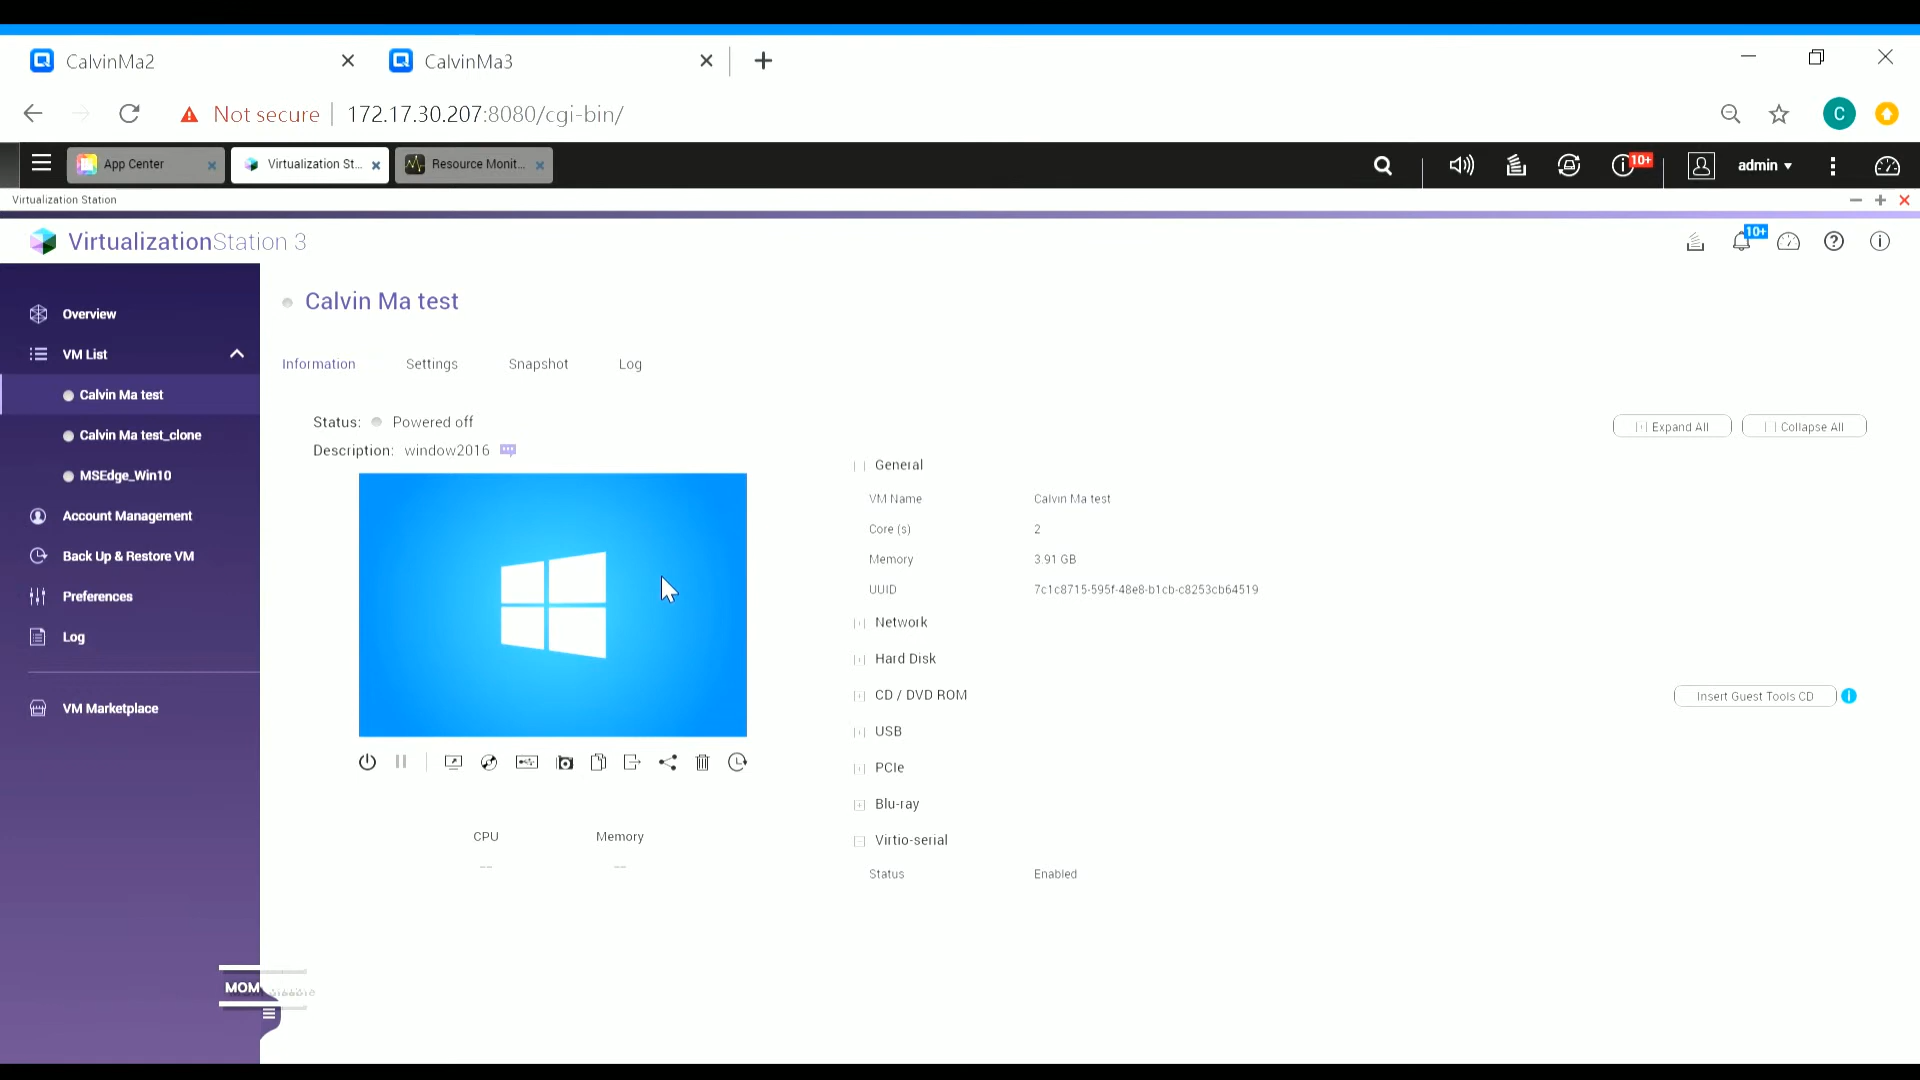 CalvinMa2
CalvinMa3
Not secure
172.17.30.207:8080/cgi-bin/
C
App Center
Virtualization St...
Resource Monit...
10+
admin
Virtualization Station
VirtualizationStation 3
10+
Overview
VM List
Calvin Ma test
Calvin Ma test_clone
MSEdge_Win10
Account Management
Back Up & Restore VM
Preferences
Log
VM Marketplace
MOM
Calvin Ma test
Information
Settings
Snapshot
Log
Status:
Powered off
Description:
window2016
CPU
Memory
--
--
Expand All
Collapse All
General
VM Name
Calvin Ma test
Core (s)
2
Memory
3.91 GB
UUID
7c1c8715-595f-48e8-b1cb-c8253cb64519
Network
Hard Disk
CD / DVD ROM
Insert Guest Tools CD
USB
PCIe
Blu-ray
Virtio-serial
Status
Enabled